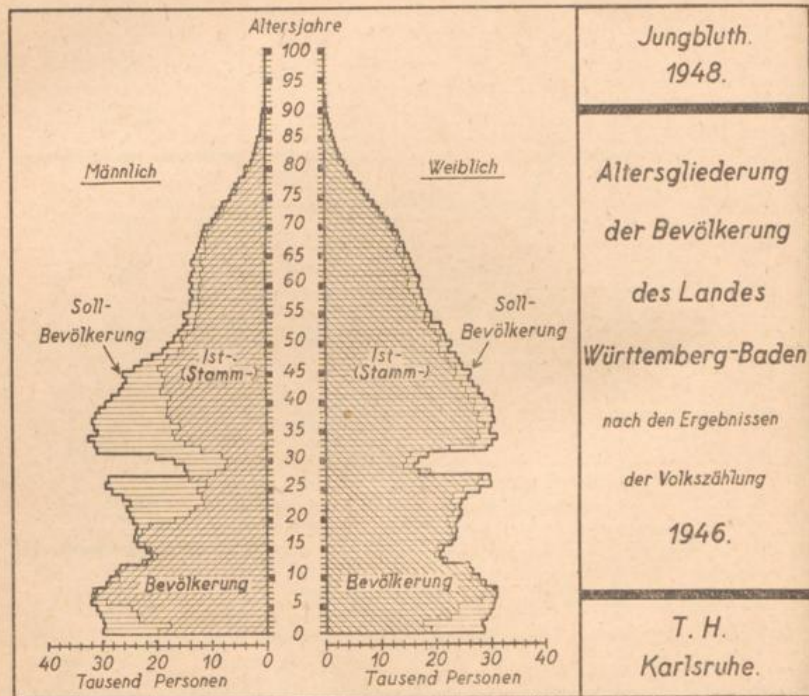 Altersjahre
100
95
90
85
80
75
70
65
60
55
50
45
40
35
30
25
20
15
10
5
0
Männlich
Weiblich
Soll-
Bevölkerung
Soll-
Bevölkerung
Ist-
(Stamm-)
Ist-
(Stamm-)
Bevölkerung
Bevölkerung
40 30 20 10 0
Tausend Personen
0 10 20 30 40
Tausend Personen
Jungbluth.
1948.
Altersgliederung
der Bevölkerung
des Landes
Württemberg-Baden
nach den Ergebnissen
der Volkszählung
1946.
T. H.
Karlsruhe.